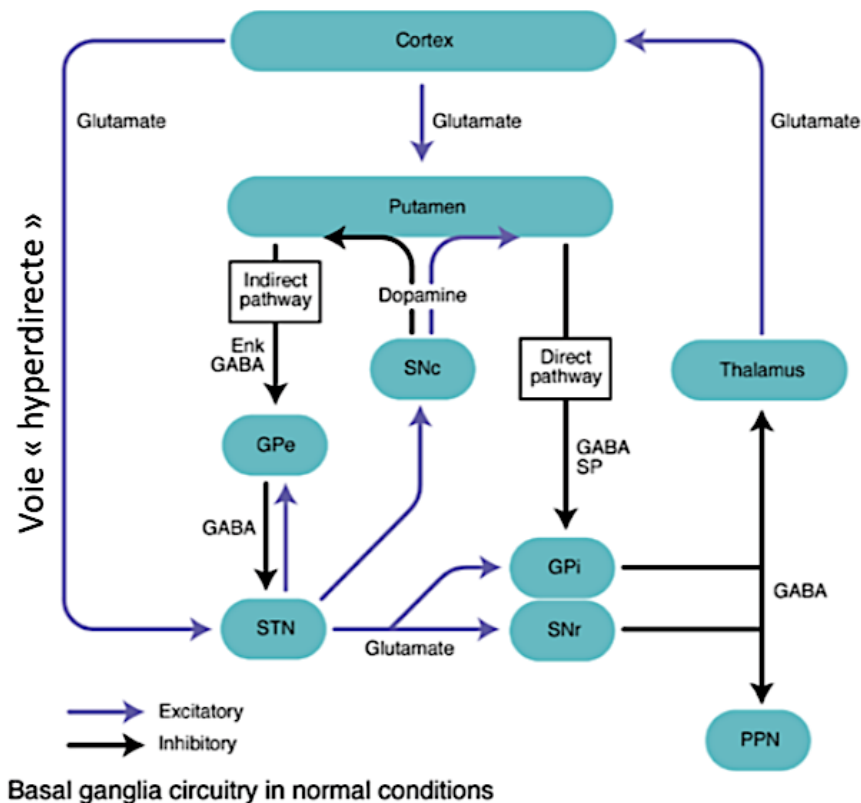 Cortex
Glutamate
Glutamate
Glutamate
Voie « hyperdirecte »
Putamen
Indirect
pathway
Dopamine
Enk
GABA
SNc
Direct
pathway
Thalamus
GPe
GABA
SP
GABA
GPi
GABA
STN
Glutamate
SNr
Excitatory
Inhibitory
PPN
Basal ganglia circuitry in normal conditions